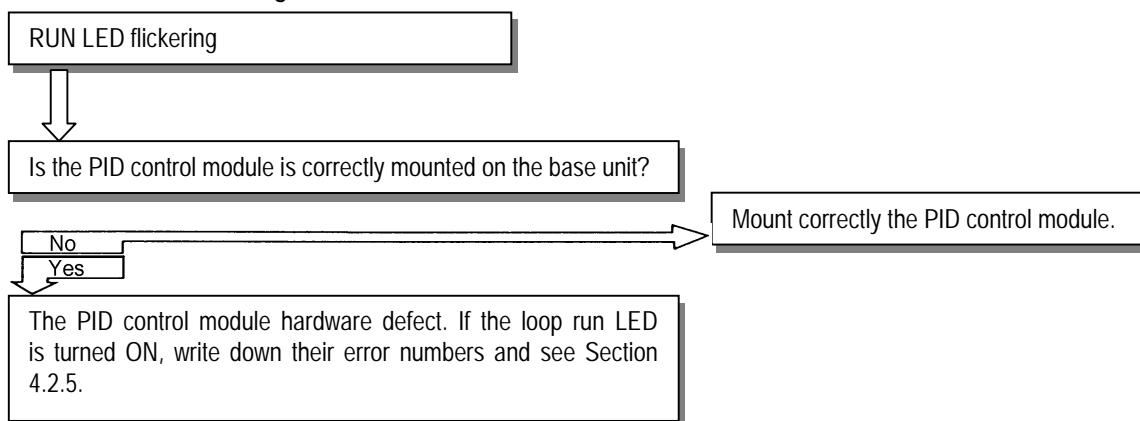 RUN LED flickering
Is the PID control module is correctly mounted on the base unit?
Mount correctly the PID control module.
No
Yes
The PID control module hardware defect. If the loop run LED
is turned ON, write down their error numbers and see Section
4.2.5.